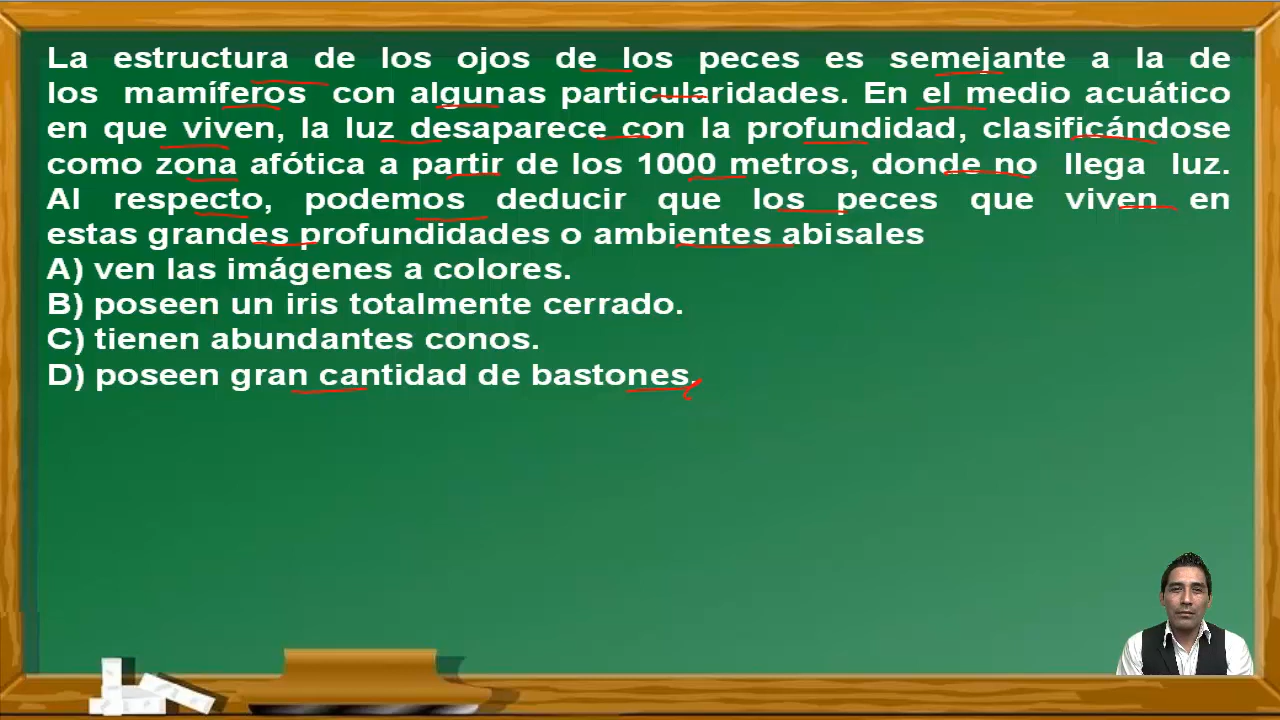 La estructura de los ojos de los peces es semejante a la de
los mamíferos con algunas particularidades. En el medio acuático
en que viven, la luz desaparece con la profundidad, clasificándose
como zona afótica a partir de los 1000 metros, donde no llega luz.
Al respecto, podemos deducir que los peces que viven en
estas grandes profundidades o ambientes abisales
A) ven las imágenes a colores.
B) poseen un iris totalmente cerrado.
C) tienen abundantes conos.
D) poseen gran cantidad de bastones.